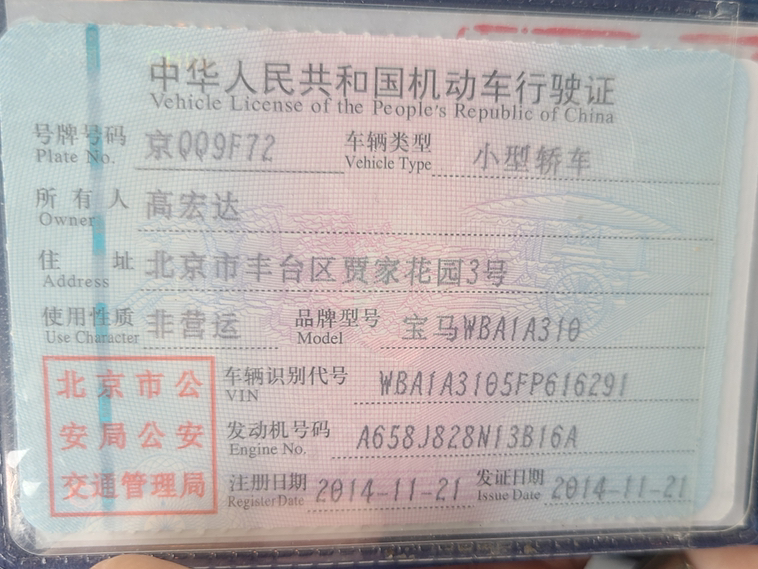 中华人民共和国机动车行驶证
Vehicle License of the People's Republic of China
号牌号码 京QQ9F72 车辆类型 小型轿车
Plate No. Vehicle Type
所有人 高宏达
Owner
住址 北京市丰台区贾家花园3号
Address
使用性质 非营运 品牌型号 宝马WBA1A310
Use Character Model
北京市公
安局公安
交通管理局
车辆识别代号 WBA1A3105FP616291
VIN
发动机号码 A658J828N13B16A
Engine No.
注册日期 2014-11-21 发证日期 2014-11-21
Register Date Issue Date